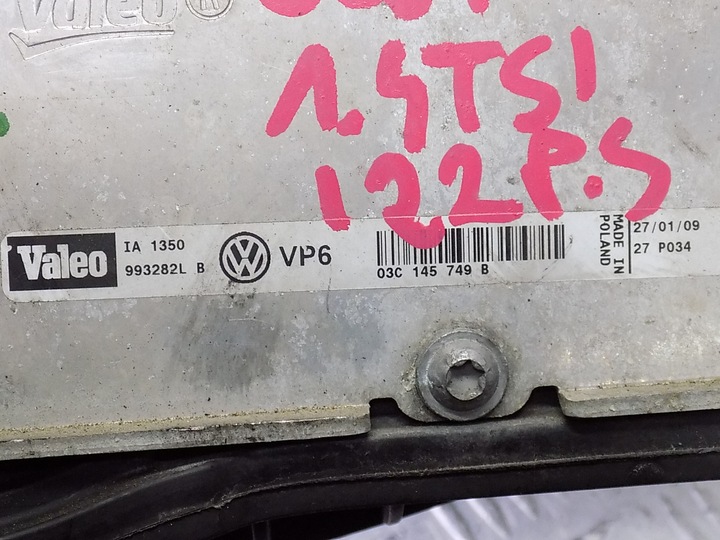 Valeo ®
1.4TSI
122P.S
Valeo
IA 1350
993282L B
VP6
03C 145 749 B
MADE IN
POLAND
27/01/09
27 P034